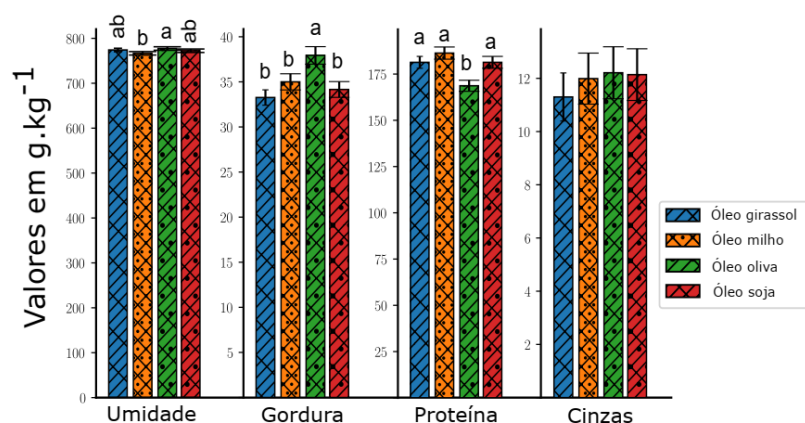 Valores em g.kg⁻¹
800
700
600
500
400
300
200
100
0
ab
b
a
ab
Umidade
40
35
30
25
20
15
10
5
b
b
a
b
Gordura
175
150
125
100
75
50
25
a
a
b
a
Proteína
12
10
8
6
4
2
Cinzas
Óleo girassol
Óleo milho
Óleo oliva
Óleo soja